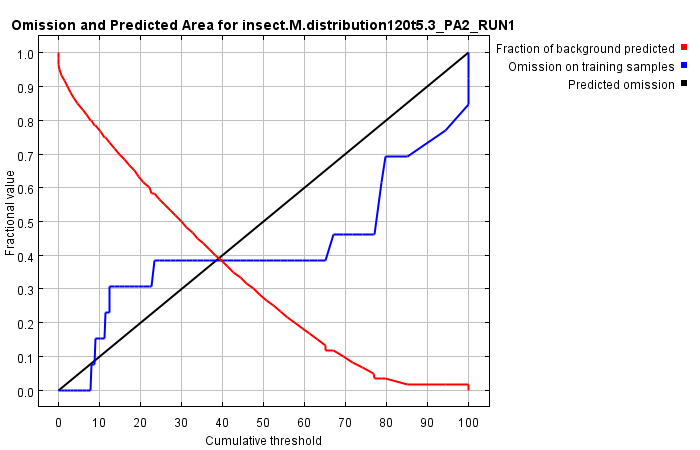 Omission and Predicted Area for insect.M.distribution120t5.3_PA2_RUN1
Fraction of background predicted
Omission on training samples
Predicted omission
1.0
0.9
0.8
0.7
0.6
0.5
0.4
0.3
0.2
0.1
0.0
Fractional value
0 10 20 30 40 50 60 70 80 90 100
Cumulative threshold